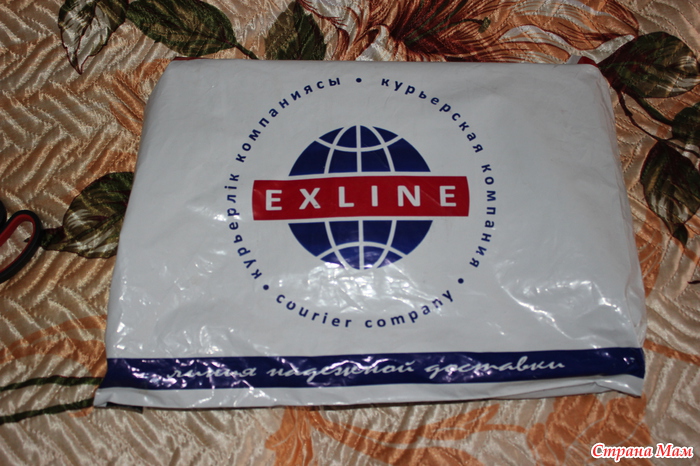 курьерлік компаниясы • курьерская компания • courier company •
EXLINE
линия надежной доставки
Страна Мам